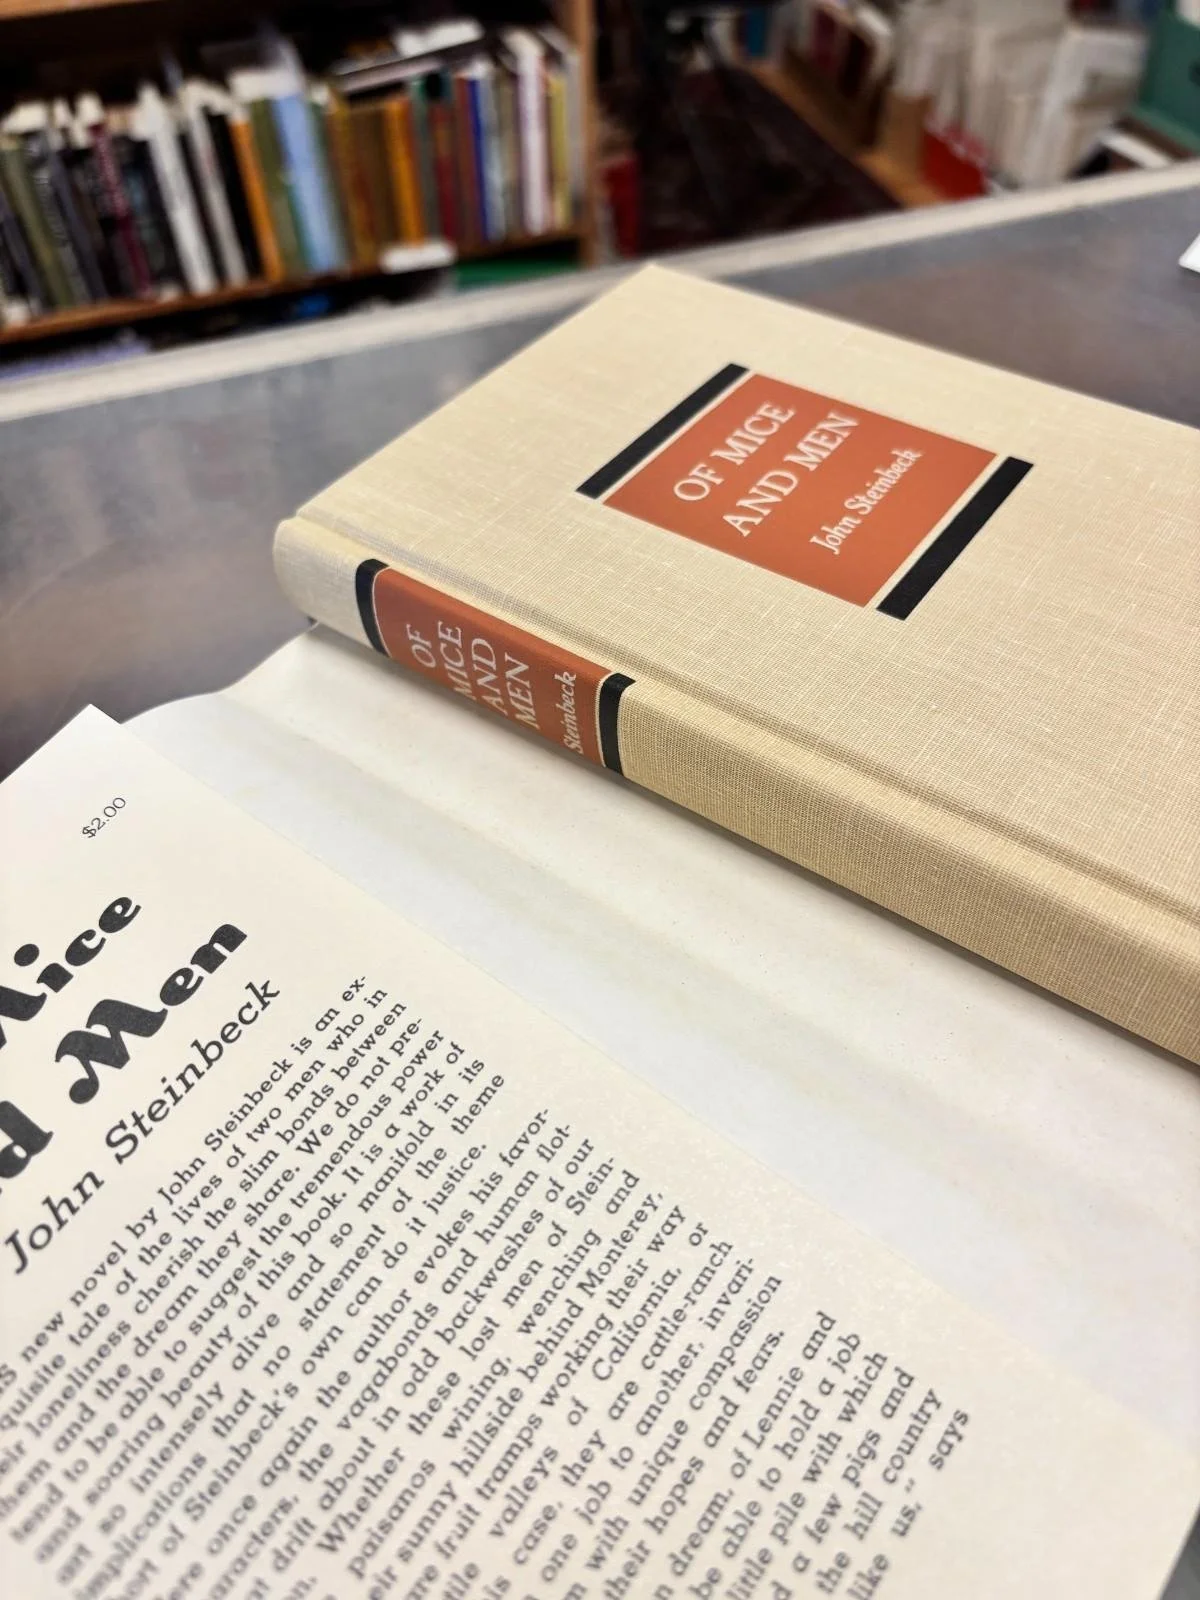 OF MICE
AND MEN
John Steinbeck
OF
MICE
AND
MEN
Steinbeck
$2.00
Mice
Men
John Steinbeck
new novel by John Steinbeck is an ex-
quisite tale of the lives of two men who in
loneliness cherish the slim bonds between
them and the dream they share. We do not pre-
tend to be able to suggest the tremendous power
and soaring beauty of this book. It is a work of
art so intensely alive and so manifold in its
implications that no statement of the theme
short of Steinbeck's own can do it justice.
once again the author evokes his favor-
characters, the vagabonds and human flot-
drift about in odd backwashes of our
Whether these lost men of Stein-
paisanos wining, wenching and
sunny hillside behind Monterey,
are fruit tramps working their way
valleys of California, or
case, they are cattle-ranch
one job to another, invari-
with unique compassion
their hopes and fears.
dream, of Lennie and
be able to hold a job
little pile with which
a few pigs and
the hill country
like us," says